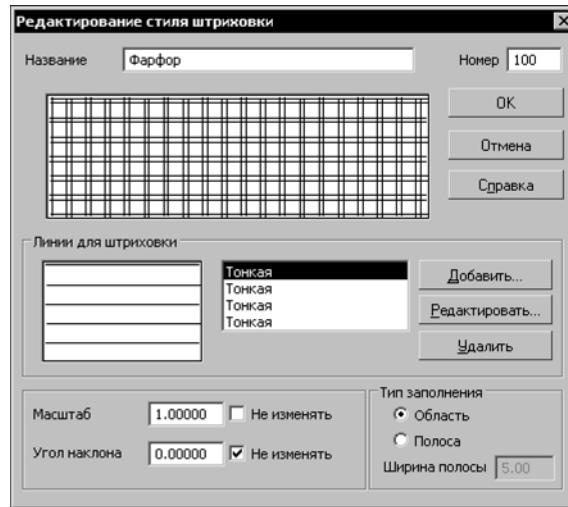 Редактирование стиля штриховки
Название Фарфор Номер 100
OK
Отмена
Справка
Линии для штриховки
Тонкая
Тонкая
Тонкая
Тонкая
Добавить...
Редактировать...
Удалить
Масштаб 1.00000 Не изменять
Угол наклона 0.00000 Не изменять
Тип заполнения
Область
Полоса
Ширина полосы 5.00